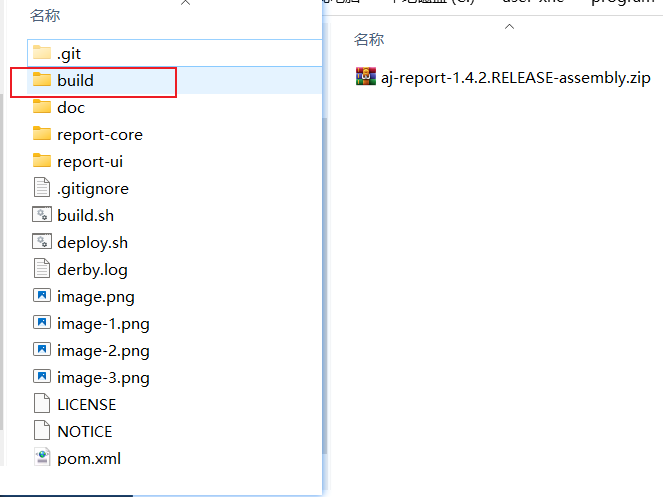 名称
.git
build
doc
report-core
report-ui
.gitignore
build.sh
deploy.sh
derby.log
image.png
image-1.png
image-2.png
image-3.png
LICENSE
NOTICE
pom.xml
名称
aj-report-1.4.2.RELEASE-assembly.zip